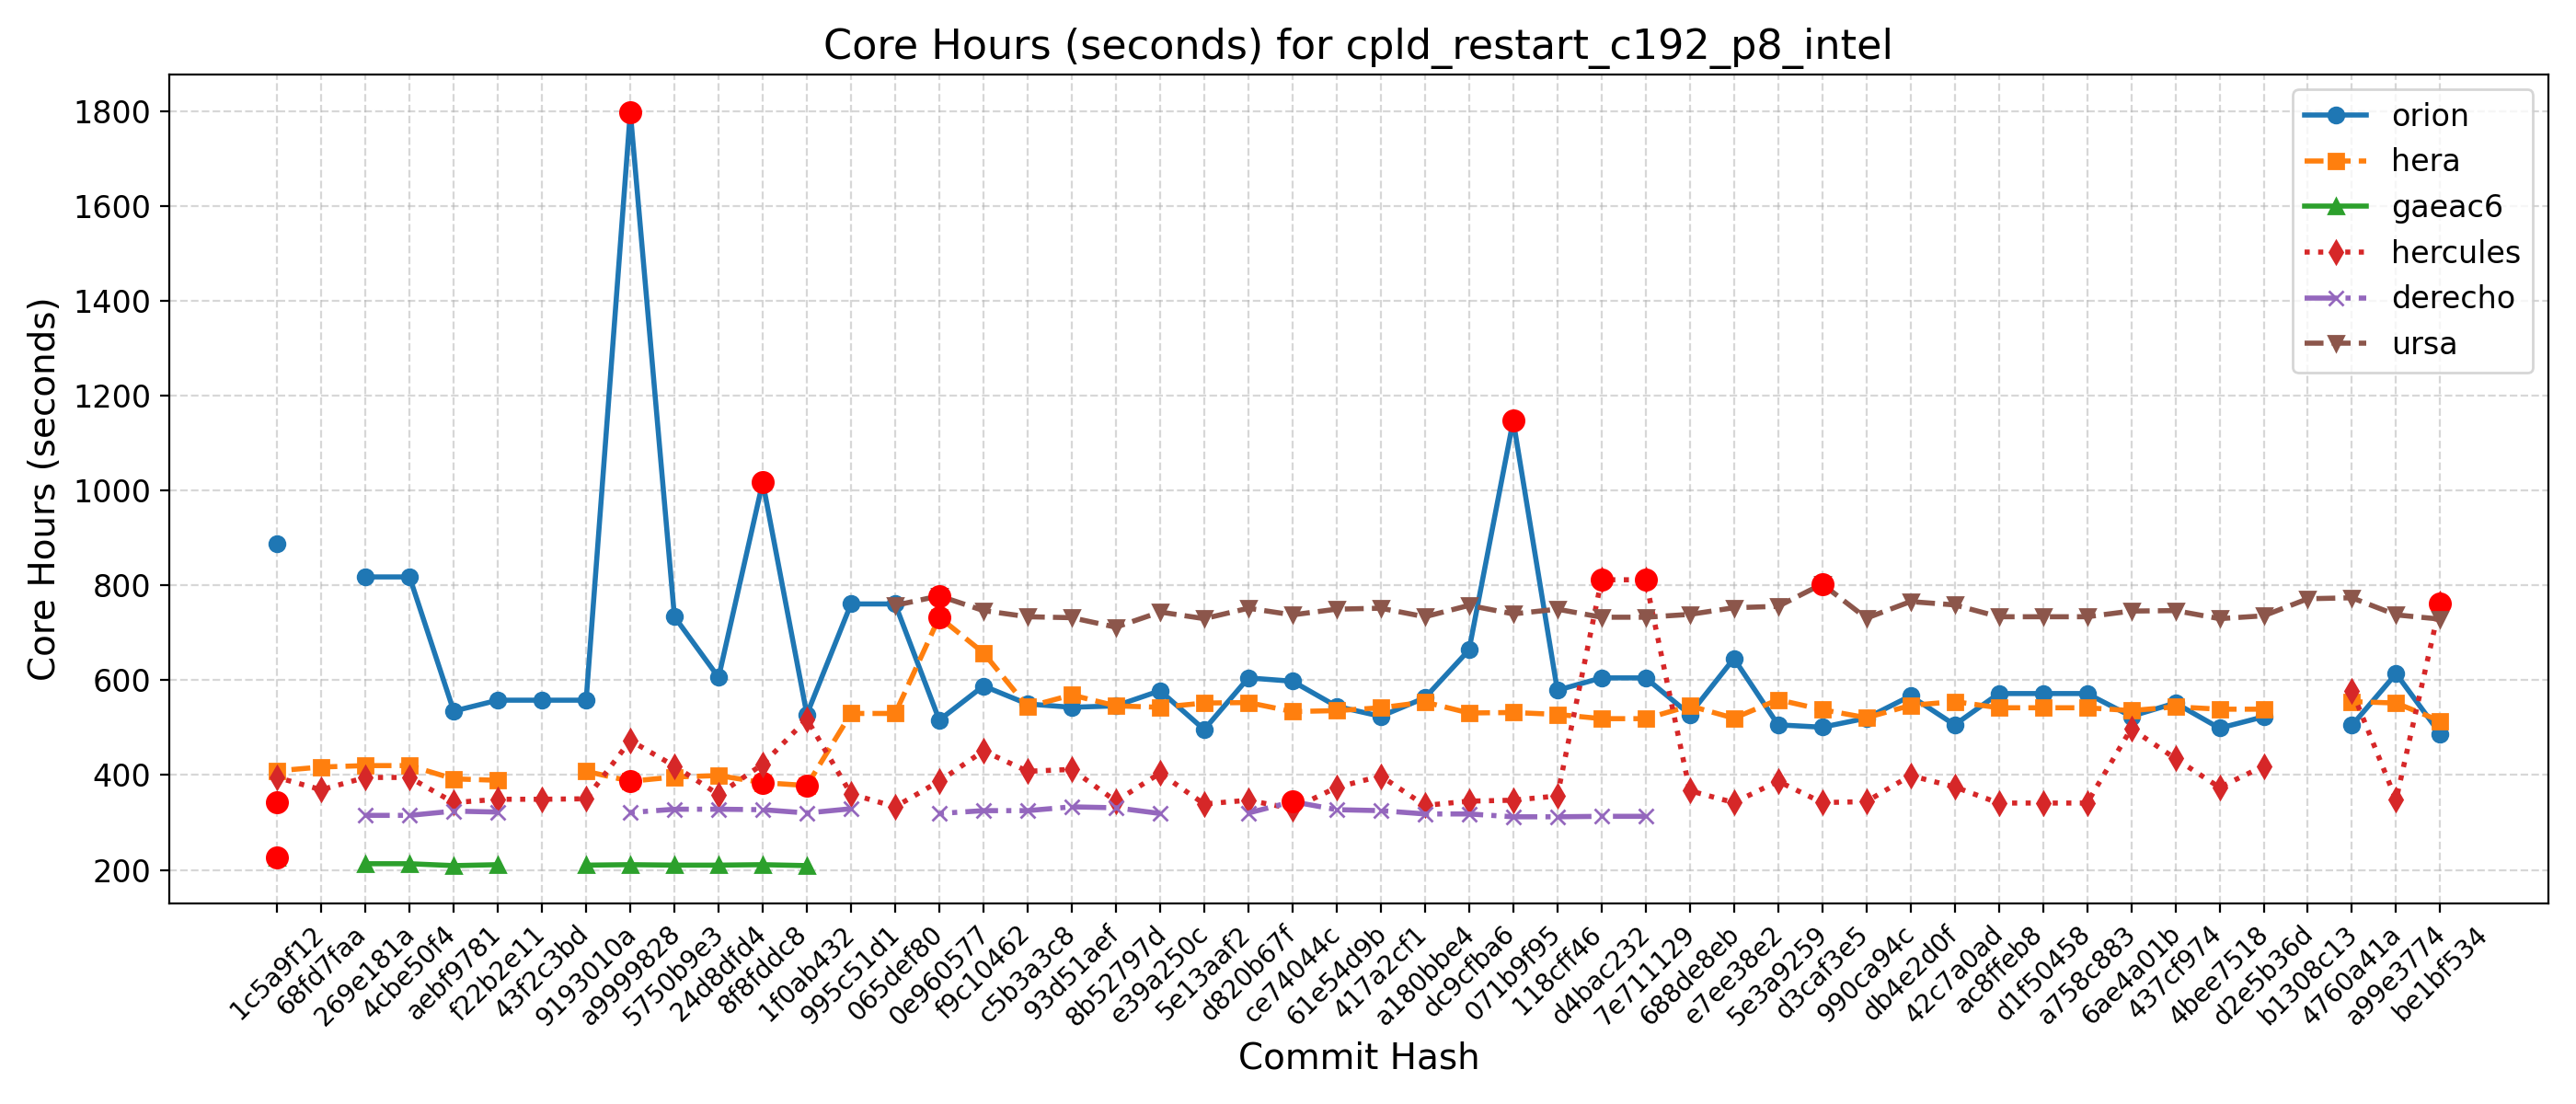 Core Hours (seconds) for cpld_restart_c192_p8_intel
Core Hours (seconds)
1800
1600
1400
1200
1000
800
600
400
200
orion
hera
gaeac6
hercules
derecho
ursa
1c5a9f12
68fd7faa
269e181a
4cbe50f4
aebf9781
f22b2e11
43f2c3bd
9193010a
a9999828
5750b9e3
24d8dfd4
8f8fddc8
1f0ab432
995c51d1
065def80
0e960577
f9c10462
c5b3a3c8
93d51aef
8b52797d
e39a250c
5e13aaf2
d820b67f
ce74044c
61e54d9b
417a2cf1
a180bbe4
dc9cfba6
071b9f95
118cff46
d4bac232
7e711129
688de8eb
e7ee38e2
5e3a9259
d3caf3e5
990ca94c
db4e2d0f
42c7a0ad
ac8ffeb8
d1f50458
a758c883
6ae4a01b
437cf974
4bee7518
d2e5b36d
b1308c13
4760a41a
a99e3774
be1bf534
Commit Hash